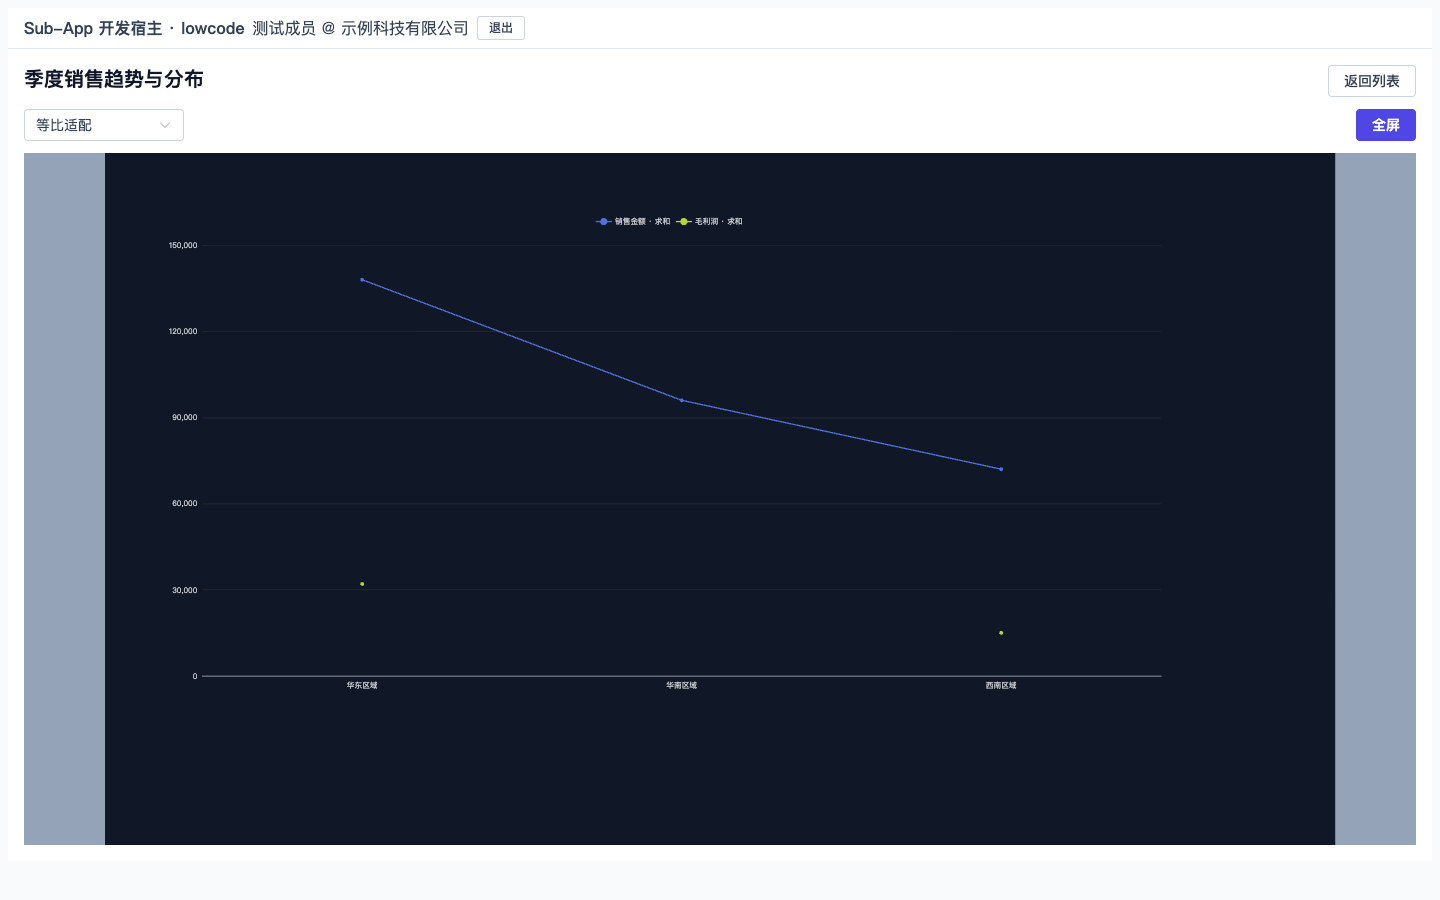 Sub-App 开发宿主 · lowcode 测试成员 @ 示例科技有限公司 退出
季度销售趋势与分布 返回列表
等比适配 全屏
销售金额 · 求和 毛利润 · 求和
150,000
120,000
90,000
60,000
30,000
0
华东区域 华南区域 西南区域